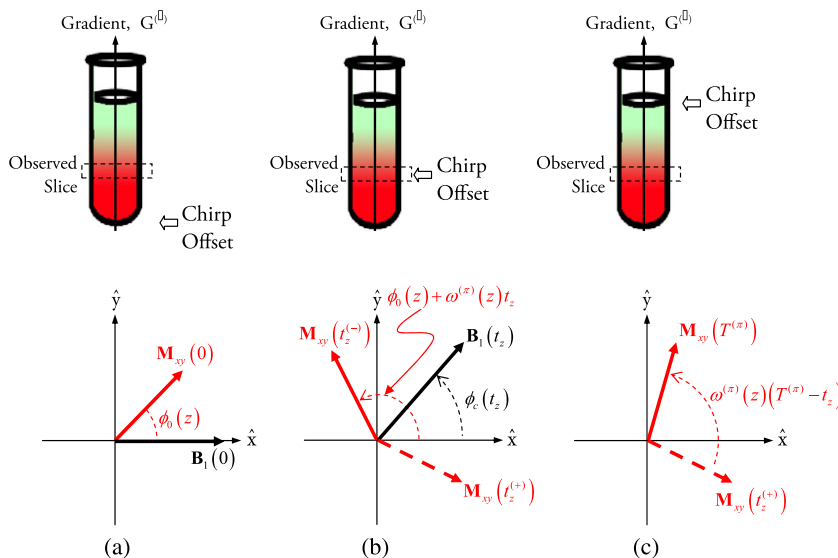 Gradient, G^(▯)
Gradient, G^(▯)
Gradient, G^(▯)
Observed
Slice
Chirp
Offset
Observed
Slice
Chirp
Offset
Observed
Slice
Chirp
Offset
ŷ
M_xy(0)
ϕ_0(z)
x̂
B_1(0)
(a)
ŷ
ϕ_0(z)+ω^(π)(z)t_z
M_xy(t_z^(-))
B_1(t_z)
ϕ_c(t_z)
x̂
M_xy(t_z^(+))
(b)
ŷ
M_xy(T^(π))
ω^(π)(z)(T^(π)-t_z
x̂
M_xy(t_z^(+))
(c)